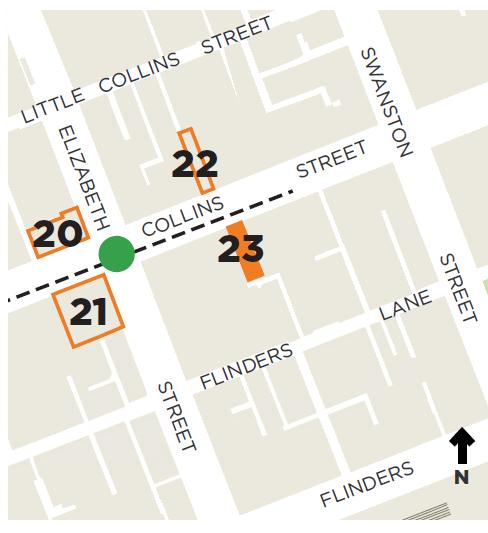 LITTLE COLLINS STREET
SWANSTON
STREET
ELIZABETH
STREET
22
COLLINS STREET
20
23
21
FLINDERS LANE
FLINDERS
N